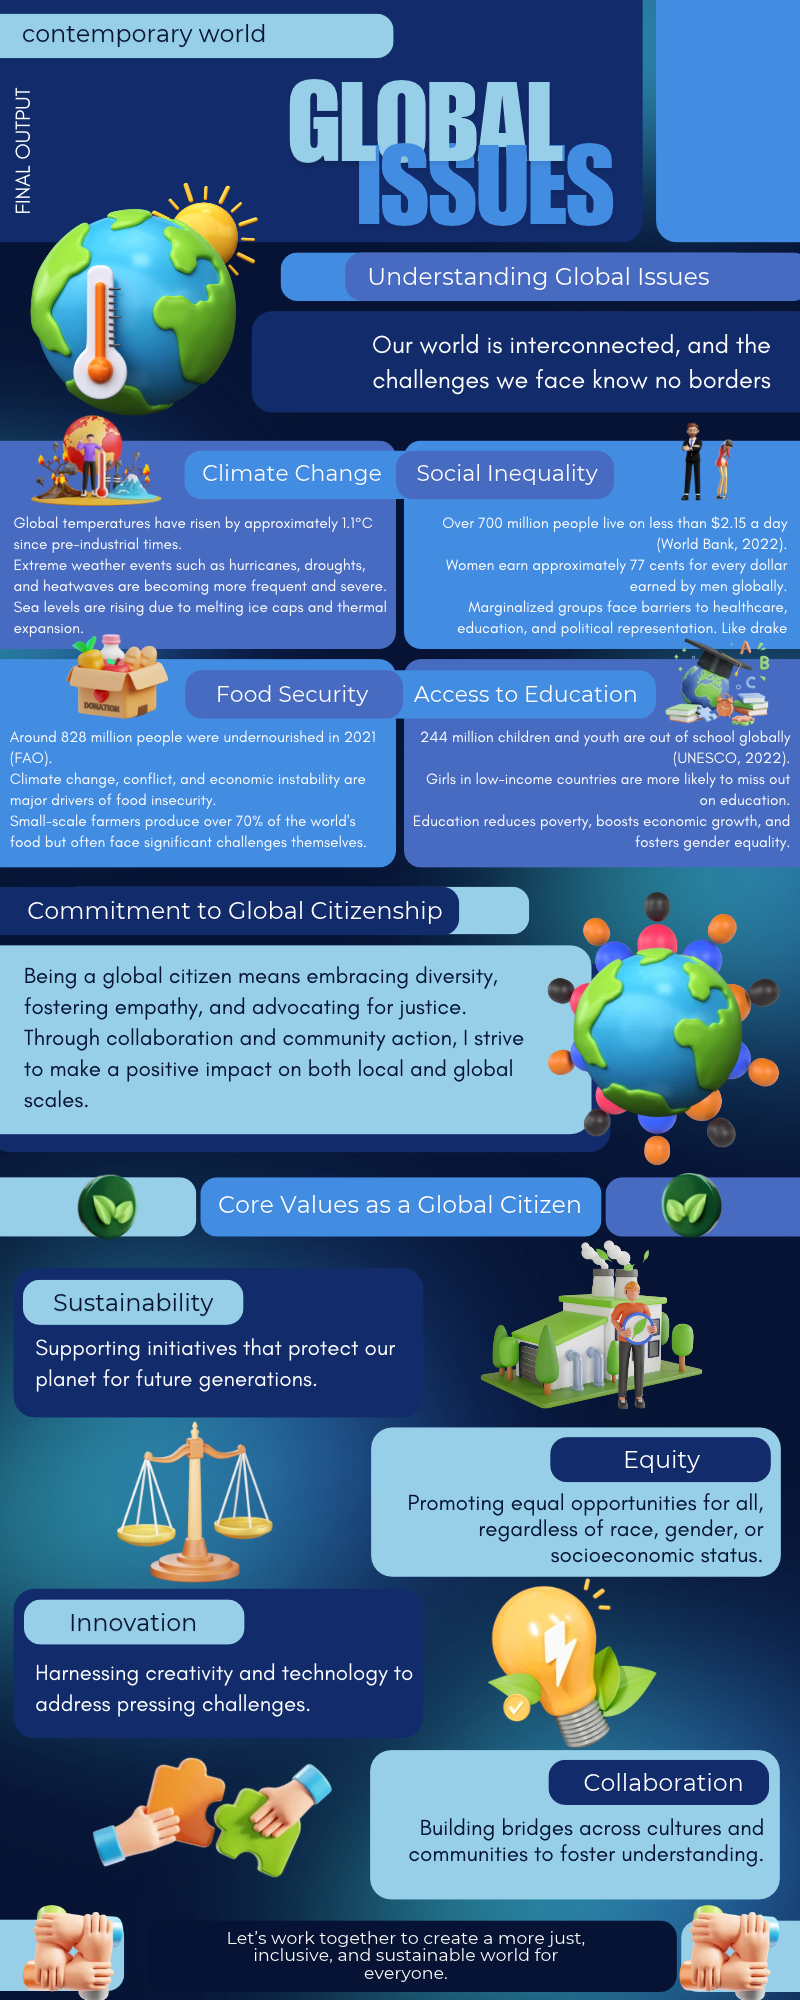 contemporary world
FINAL OUTPUT
GLOBAL
ISSUES
Understanding Global Issues
Our world is interconnected, and the
challenges we face know no borders
Climate Change
Global temperatures have risen by approximately 1.1°C
since pre-industrial times.
Extreme weather events such as hurricanes, droughts,
and heatwaves are becoming more frequent and severe.
Sea levels are rising due to melting ice caps and thermal
expansion.
Social Inequality
Over 700 million people live on less than $2.15 a day
(World Bank, 2022).
Women earn approximately 77 cents for every dollar
earned by men globally.
Marginalized groups face barriers to healthcare,
education, and political representation. Like drake
DONATION
Food Security
Around 828 million people were undernourished in 2021
(FAO).
Climate change, conflict, and economic instability are
major drivers of food insecurity.
Small-scale farmers produce over 70% of the world's
food but often face significant challenges themselves.
Access to Education
A
B
C
244 million children and youth are out of school globally
(UNESCO, 2022).
Girls in low-income countries are more likely to miss out
on education.
Education reduces poverty, boosts economic growth, and
fosters gender equality.
Commitment to Global Citizenship
Being a global citizen means embracing diversity,
fostering empathy, and advocating for justice.
Through collaboration and community action, I strive
to make a positive impact on both local and global
scales.
Core Values as a Global Citizen
Sustainability
Supporting initiatives that protect our
planet for future generations.
Equity
Promoting equal opportunities for all,
regardless of race, gender, or
socioeconomic status.
Innovation
Harnessing creativity and technology to
address pressing challenges.
Collaboration
Building bridges across cultures and
communities to foster understanding.
Let's work together to create a more just,
inclusive, and sustainable world for
everyone.